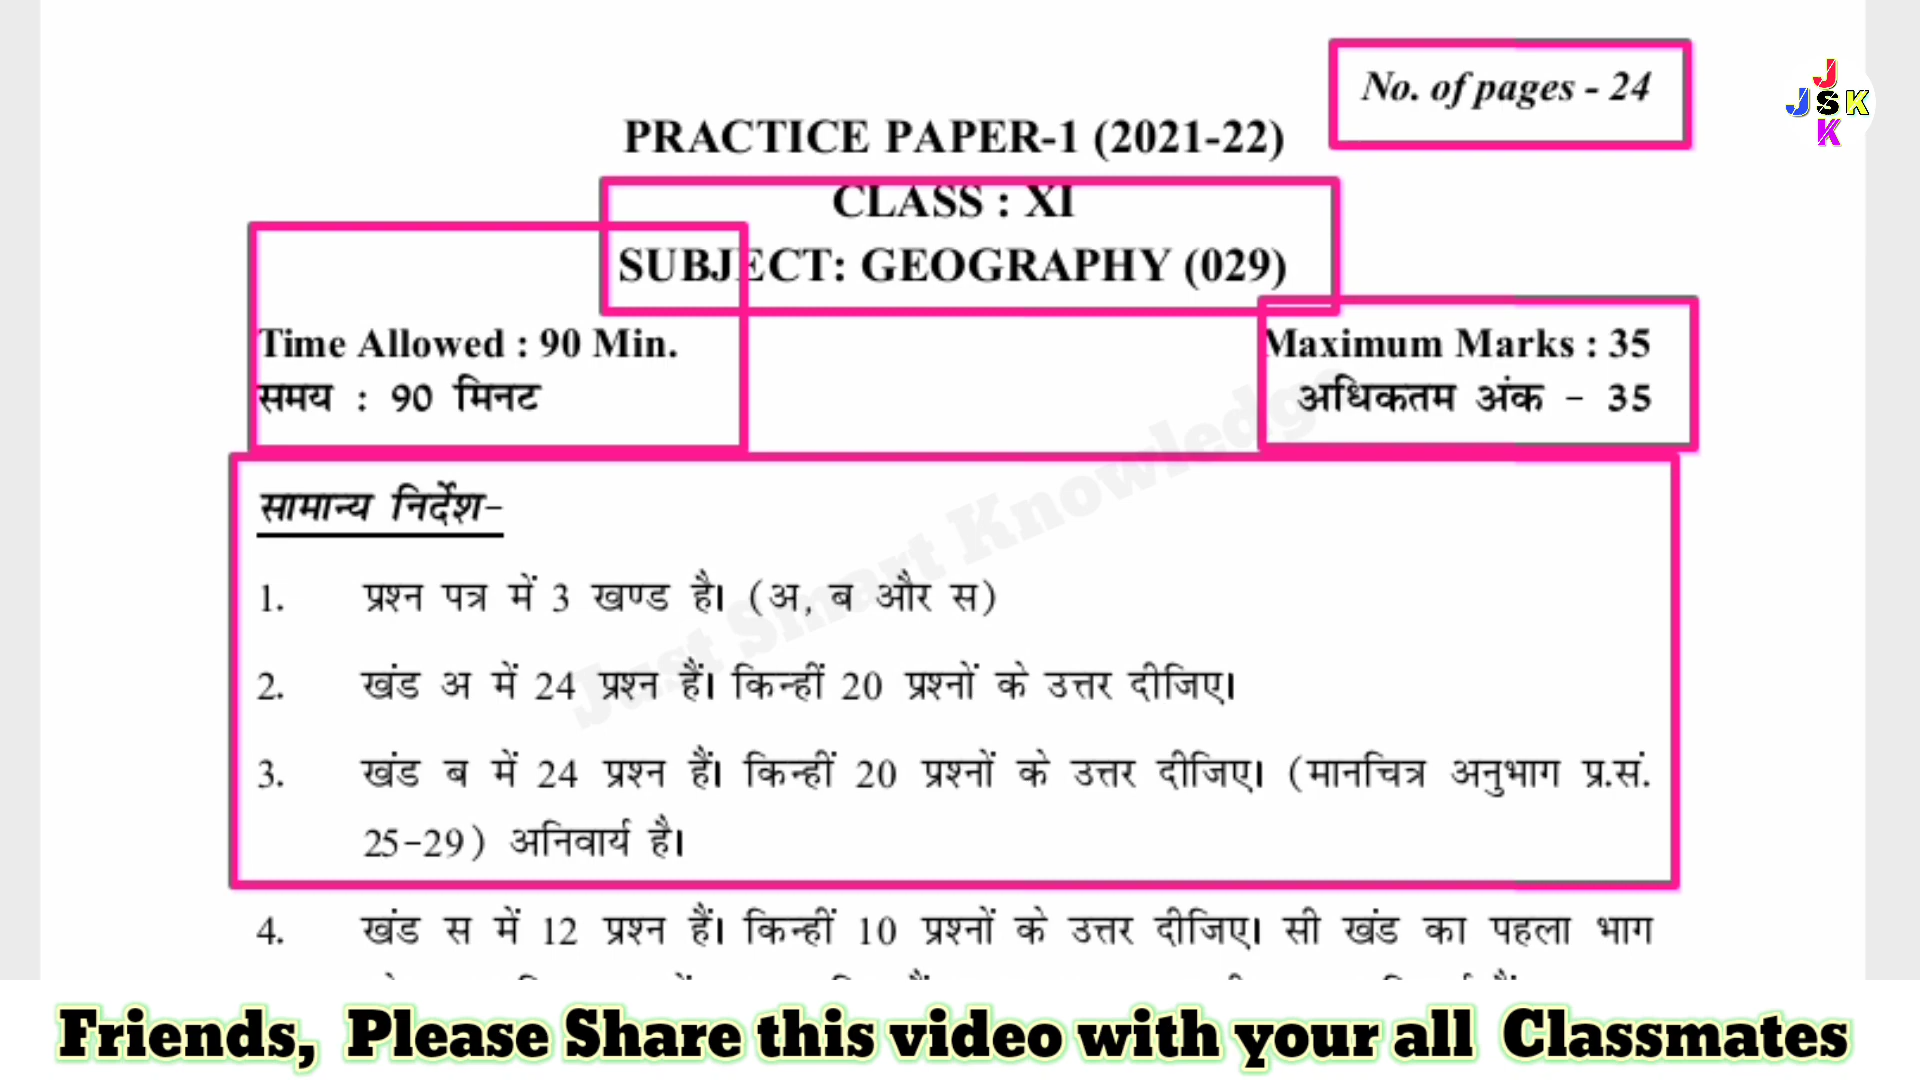 No. of pages - 24
J
JSK
K
PRACTICE PAPER-1 (2021-22)
CLASS : XI
SUBJECT: GEOGRAPHY (029)
Time Allowed : 90 Min.
Maximum Marks : 35
समय : 90 मिनट
अधिकतम अंक - 35
Just Smart Knowledge
सामान्य निर्देश-
1. प्रश्न पत्र में 3 खण्ड है। (अ, ब और स)
2. खंड अ में 24 प्रश्न हैं। किन्हीं 20 प्रश्नों के उत्तर दीजिए।
3. खंड ब में 24 प्रश्न हैं। किन्हीं 20 प्रश्नों के उत्तर दीजिए। (मानचित्र अनुभाग प्र.सं.
25-29) अनिवार्य है।
4. खंड स में 12 प्रश्न हैं। किन्हीं 10 प्रश्नों के उत्तर दीजिए। सी खंड का पहला भाग
Friends, Please Share this video with your all Classmates